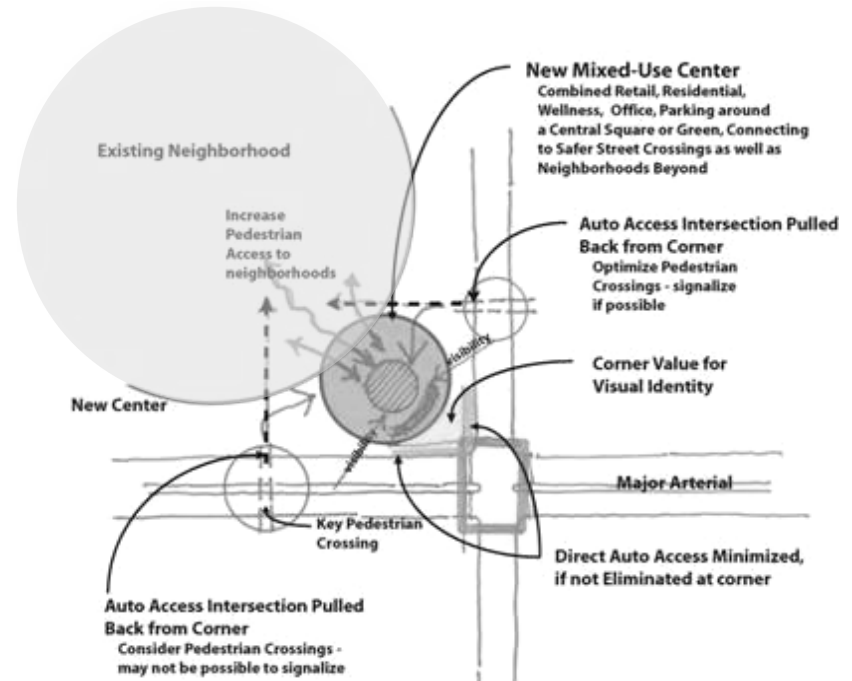 New Mixed-Use Center
Combined Retail, Residential,
Wellness, Office, Parking around
a Central Square or Green, Connecting
to Safer Street Crossings as well as
Neighborhoods Beyond
Existing Neighborhood
Increase
Pedestrian
Access to
neighborhoods
Auto Access Intersection Pulled
Back from Corner
Optimize Pedestrian
Crossings - signalize
if possible
visibility
Corner Value for
Visual Identity
New Center
visibility
Major Arterial
Key Pedestrian
Crossing
Direct Auto Access Minimized,
if not Eliminated at corner
Auto Access Intersection Pulled
Back from Corner
Consider Pedestrian Crossings -
may not be possible to signalize